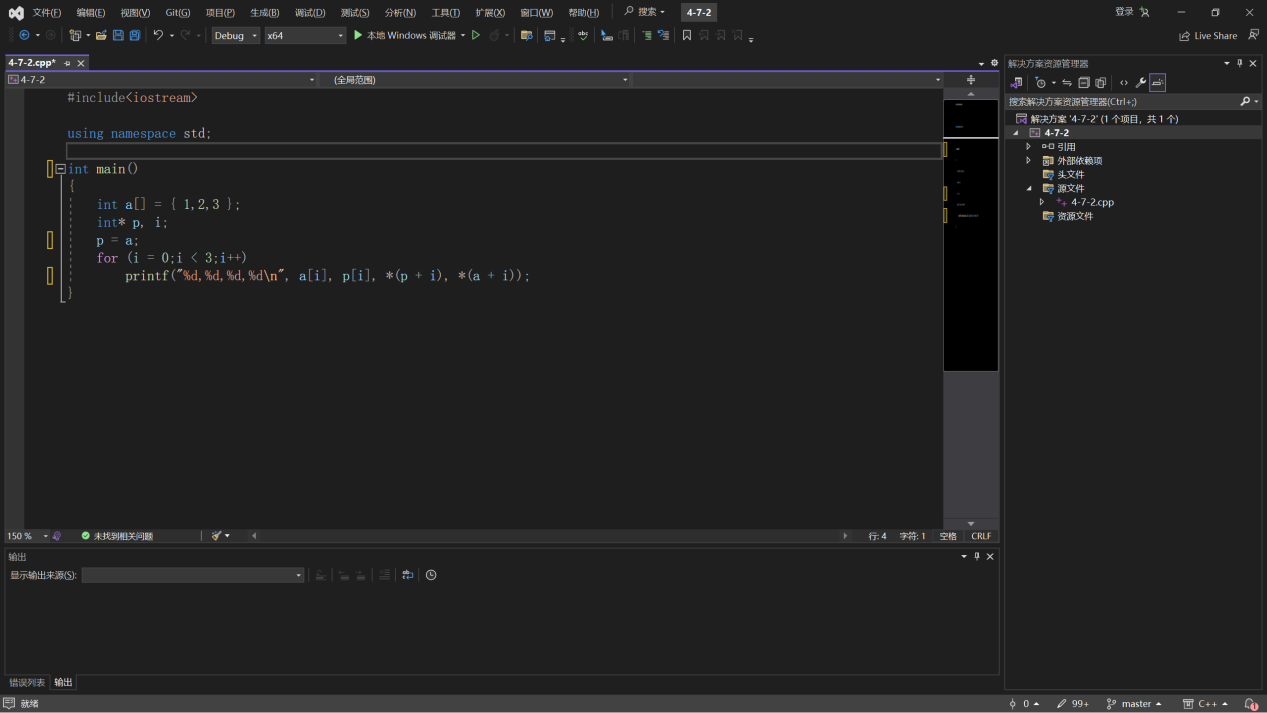 文件(F) 编辑(E) 视图(V) Git(G) 项目(P) 生成(B) 调试(D) 测试(S) 分析(N) 工具(T) 扩展(X) 窗口(W) 帮助(H) 搜索 4-7-2 登录
Debug x64 本地 Windows 调试器 Live Share
4-7-2.cpp*
4-7-2 (全局范围)
#include<iostream>
using namespace std;
int main()
{
int a[] = { 1,2,3 };
int* p, i;
p = a;
for (i = 0;i < 3;i++)
printf("%d,%d,%d,%d\n", a[i], p[i], *(p + i), *(a + i));
}
150 % 未找到相关问题 行: 4 字符: 1 空格 CRLF
输出
显示输出来源(S):
错误列表 输出
解决方案资源管理器
搜索解决方案资源管理器(Ctrl+;)
解决方案 '4-7-2' (1 个项目，共 1 个)
4-7-2
引用
外部依赖项
头文件
源文件
4-7-2.cpp
资源文件
就绪 0 99+ master C++ 1